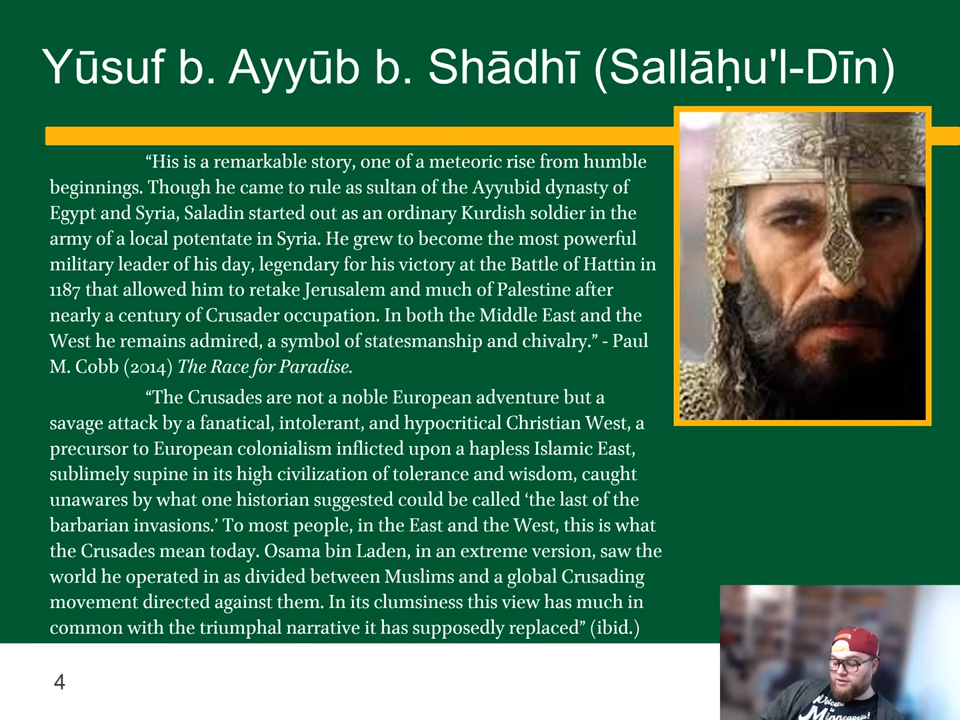 Yūsuf b. Ayyūb b. Shādhī (Sallāḥu'l-Dīn)
“His is a remarkable story, one of a meteoric rise from humble
beginnings. Though he came to rule as sultan of the Ayyubid dynasty of
Egypt and Syria, Saladin started out as an ordinary Kurdish soldier in the
army of a local potentate in Syria. He grew to become the most powerful
military leader of his day, legendary for his victory at the Battle of Hattin in
1187 that allowed him to retake Jerusalem and much of Palestine after
nearly a century of Crusader occupation. In both the Middle East and the
West he remains admired, a symbol of statesmanship and chivalry.” - Paul
M. Cobb (2014) The Race for Paradise.
“The Crusades are not a noble European adventure but a
savage attack by a fanatical, intolerant, and hypocritical Christian West, a
precursor to European colonialism inflicted upon a hapless Islamic East,
sublimely supine in its high civilization of tolerance and wisdom, caught
unawares by what one historian suggested could be called ‘the last of the
barbarian invasions.’ To most people, in the East and the West, this is what
the Crusades mean today. Osama bin Laden, in an extreme version, saw the
world he operated in as divided between Muslims and a global Crusading
movement directed against them. In its clumsiness this view has much in
common with the triumphal narrative it has supposedly replaced” (ibid.)
4